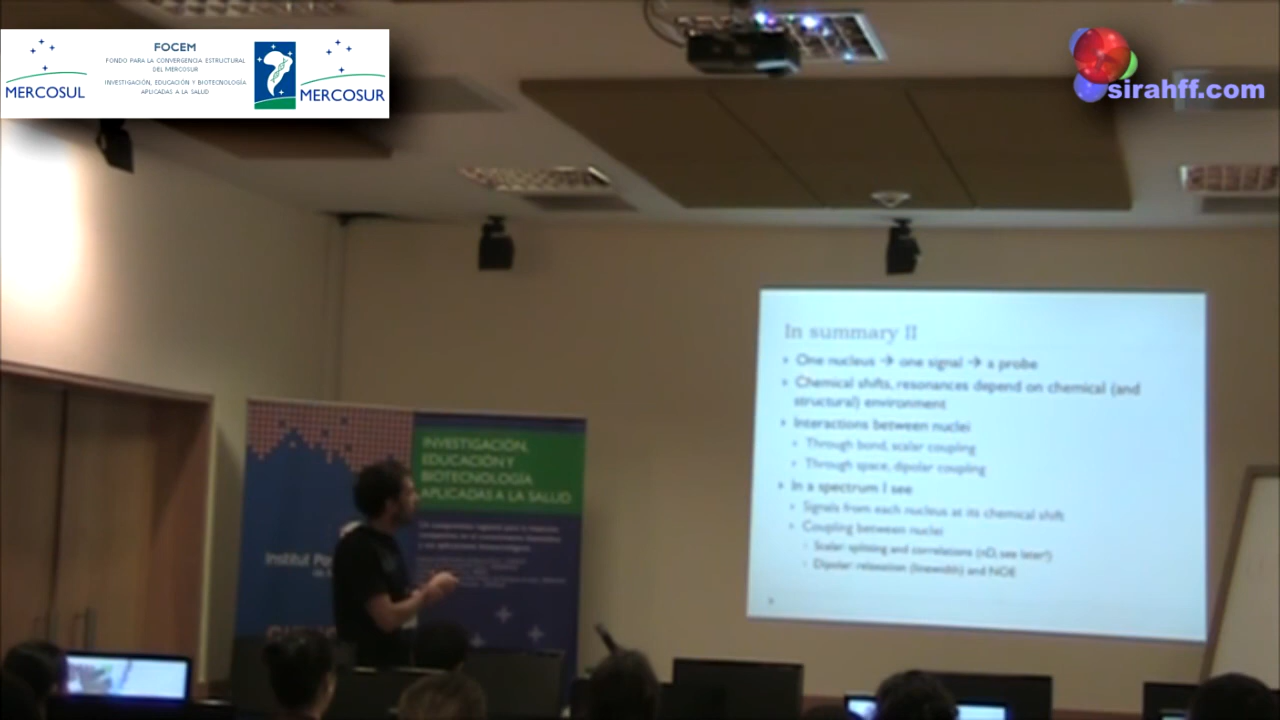 FOCEM
FONDO PARA LA CONVERGENCIA ESTRUCTURAL
DEL MERCOSUR
INVESTIGACIÓN, EDUCACIÓN Y BIOTECNOLOGÍA
APLICADAS A LA SALUD
MERCOSUL
MERCOSUR
sirahff.com
In summary II
One nucleus → one signal → a probe
Chemical shifts, resonances depend on chemical (and
structural) environment
Interactions between nuclei
Through bond, scalar coupling
Through space, dipolar coupling
In a spectrum I see
Signals from each nucleus at its chemical shift
Coupling between nuclei
Scalar: spliting and correlations (nD, see later!)
Dipolar: relaxation (linewidth) and NOE
INVESTIGACIÓN,
EDUCACIÓN Y
BIOTECNOLOGÍA
APLICADAS A LA SALUD
Institut